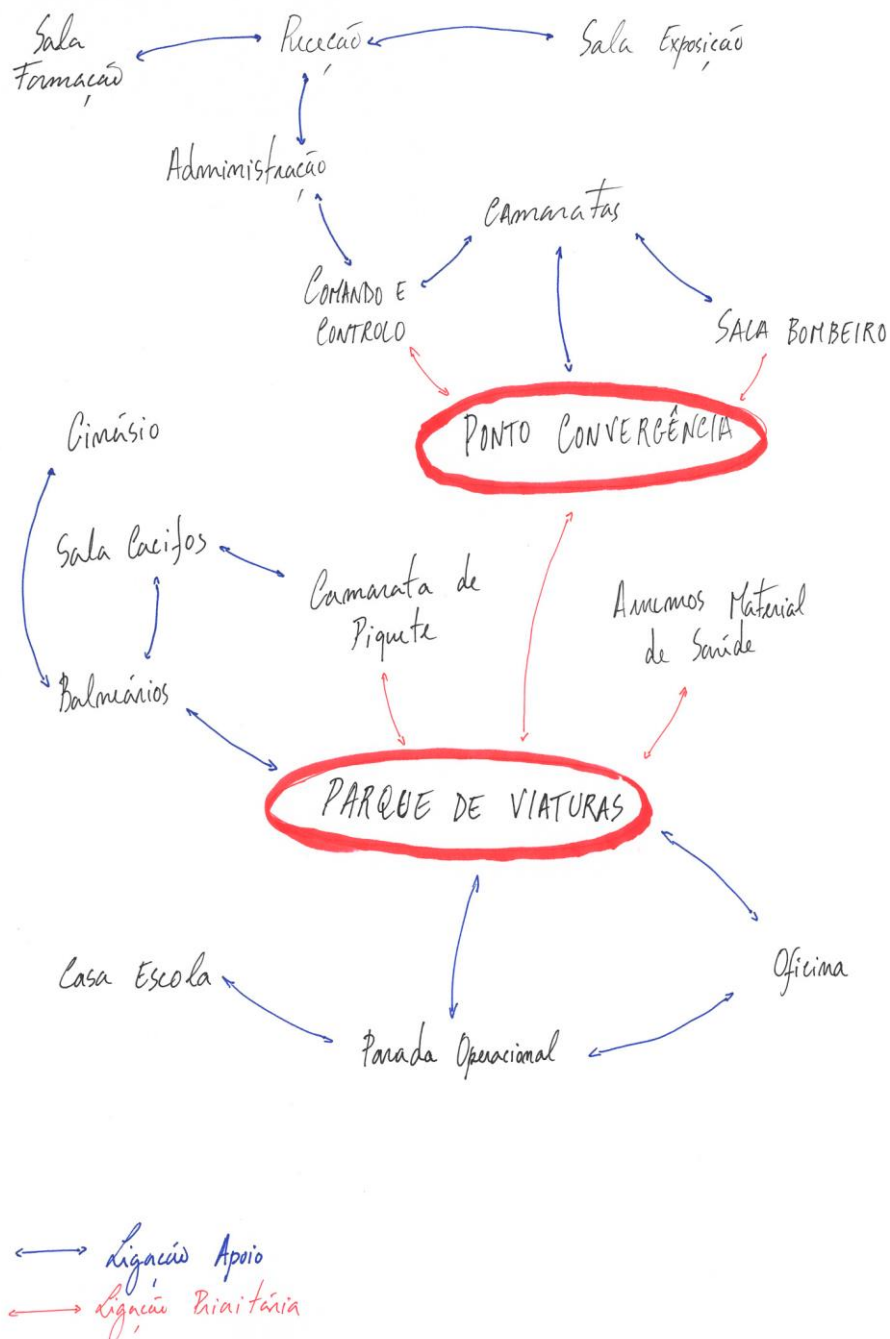 Sala
Formação
Receção
Sala Exposição
Administração
Camaratas
COMANDO E
CONTROLO
SALA BOMBEIRO
PONTO CONVERGÊNCIA
Ginásio
Sala Cacifos
Camarata de
Piquete
Anexos Material
de Saúde
Balneários
PARQUE DE VIATURAS
Casa Escola
Oficina
Parada Operacional
Ligação Apoio
Ligação Prioritária